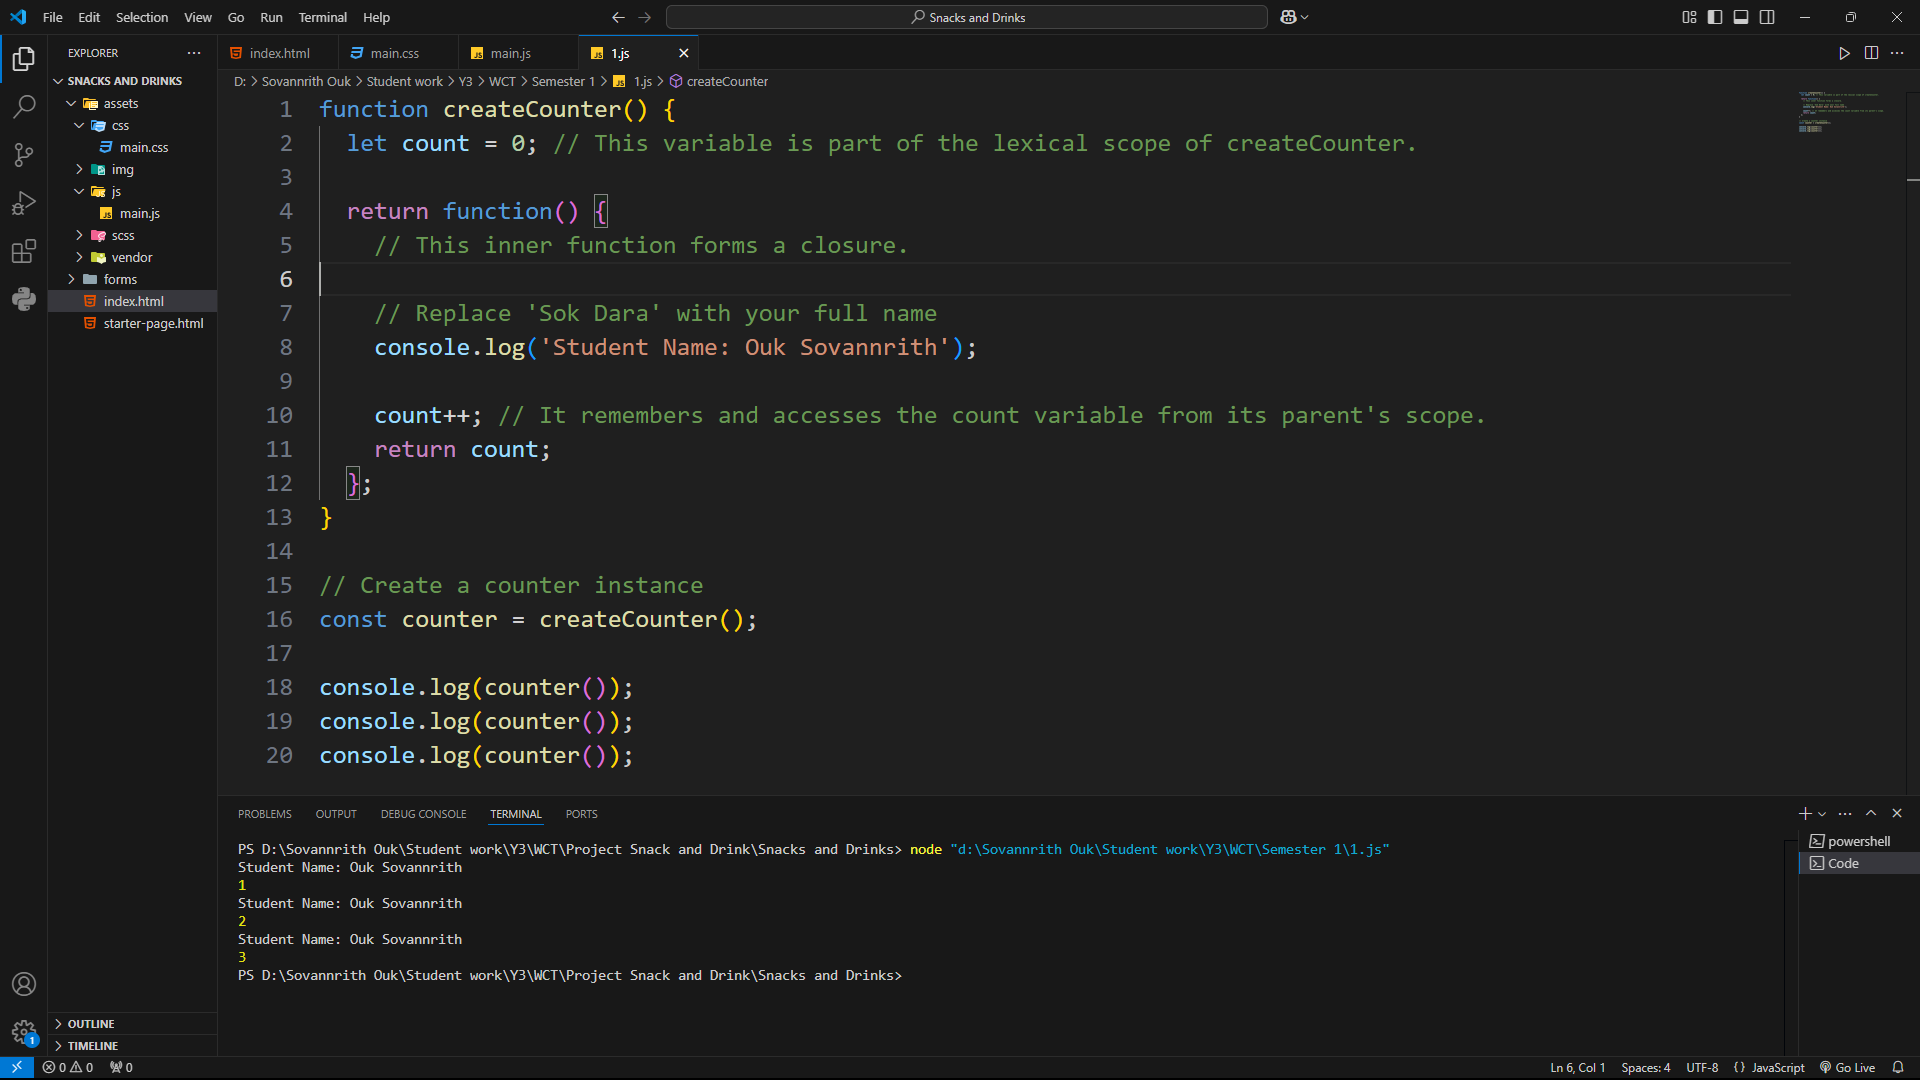 File Edit Selection View Go Run Terminal Help
Snacks and Drinks
EXPLORER
SNACKS AND DRINKS
assets
css
main.css
img
js
main.js
scss
vendor
forms
index.html
starter-page.html
OUTLINE
TIMELINE
index.html main.css main.js 1.js
D: > Sovannrith Ouk > Student work > Y3 > WCT > Semester 1 > 1.js > createCounter
1 function createCounter() {
2 let count = 0; // This variable is part of the lexical scope of createCounter.
3
4 return function() {
5 // This inner function forms a closure.
6
7 // Replace 'Sok Dara' with your full name
8 console.log('Student Name: Ouk Sovannrith');
9
10 count++; // It remembers and accesses the count variable from its parent's scope.
11 return count;
12 };
13 }
14
15 // Create a counter instance
16 const counter = createCounter();
17
18 console.log(counter());
19 console.log(counter());
20 console.log(counter());
PROBLEMS OUTPUT DEBUG CONSOLE TERMINAL PORTS
PS D:\Sovannrith Ouk\Student work\Y3\WCT\Project Snack and Drink\Snacks and Drinks> node "d:\Sovannrith Ouk\Student work\Y3\WCT\Semester 1\1.js"
Student Name: Ouk Sovannrith
1
Student Name: Ouk Sovannrith
2
Student Name: Ouk Sovannrith
3
PS D:\Sovannrith Ouk\Student work\Y3\WCT\Project Snack and Drink\Snacks and Drinks>
powershell
Code
1
0 0 0
Ln 6, Col 1 Spaces: 4 UTF-8 {} JavaScript Go Live